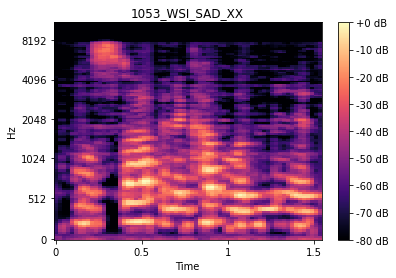 1053_WSI_SAD_XX
8192
4096
2048
1024
512
0
Hz
0
0.5
1
1.5
Time
+0 dB
-10 dB
-20 dB
-30 dB
-40 dB
-50 dB
-60 dB
-70 dB
-80 dB